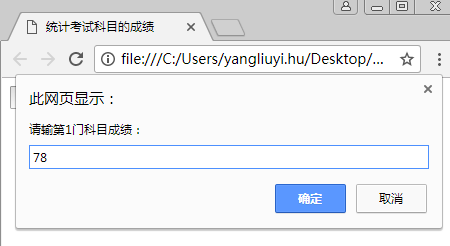 统计考试科目的成绩
file:///C:/Users/yangliuyi.hu/Desktop/...
此网页显示：
请输第1门科目成绩：
78
确定
取消